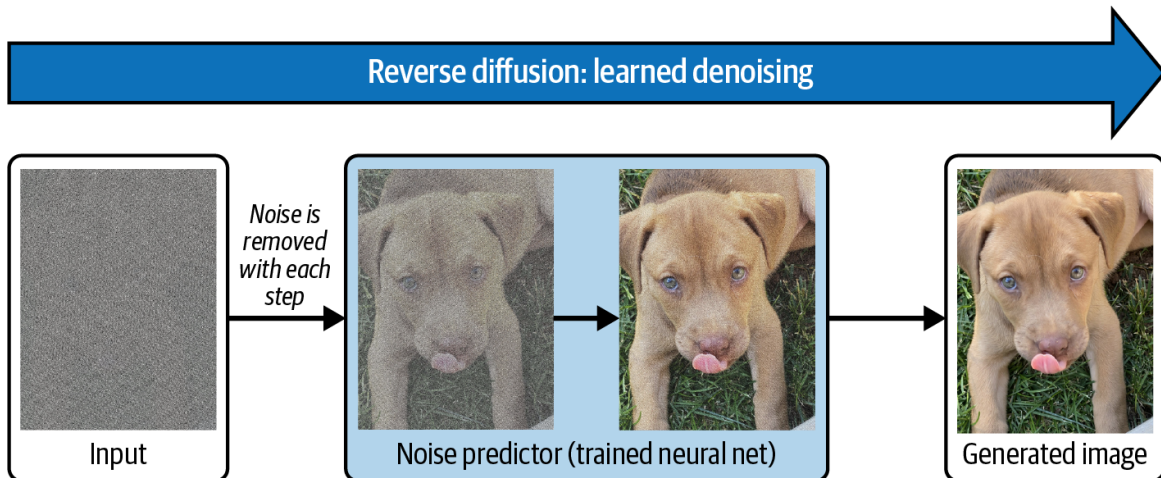 Reverse diffusion: learned denoising
Noise is
removed
with each
step
Input
Noise predictor (trained neural net)
Generated image